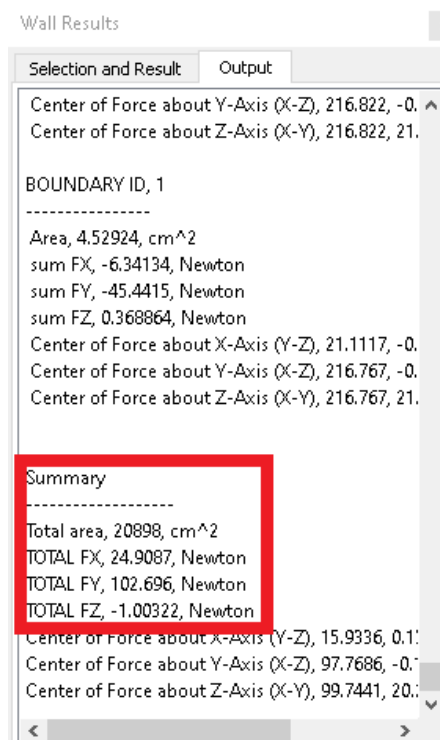 Wall Results
Selection and Result Output
Center of Force about Y-Axis (X-Z), 216.822, -0.
Center of Force about Z-Axis (X-Y), 216.822, 21.
BOUNDARY ID, 1
----------------
Area, 4.52924, cm^2
sum FX, -6.34134, Newton
sum FY, -45.4415, Newton
sum FZ, 0.368864, Newton
Center of Force about X-Axis (Y-Z), 21.1117, -0.
Center of Force about Y-Axis (X-Z), 216.767, -0.
Center of Force about Z-Axis (X-Y), 216.767, 21.
Summary
-------------------
Total area, 20898, cm^2
TOTAL FX, 24.9087, Newton
TOTAL FY, 102.696, Newton
TOTAL FZ, -1.00322, Newton
Center of Force about X-Axis (Y-Z), 15.9336, 0.1
Center of Force about Y-Axis (X-Z), 97.7686, -0.
Center of Force about Z-Axis (X-Y), 99.7441, 20.